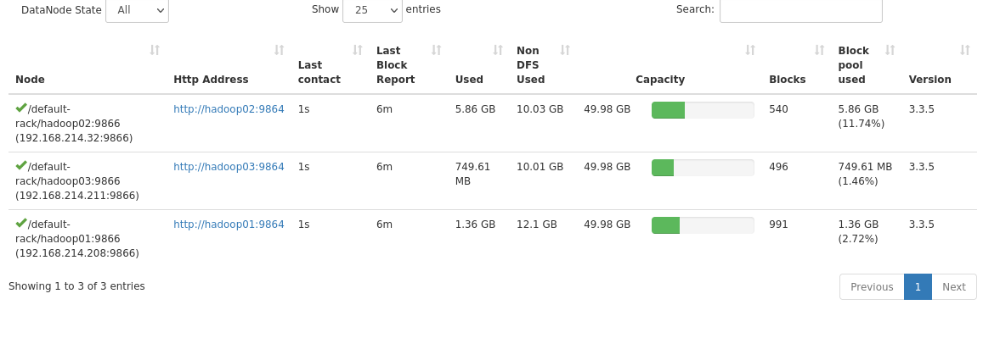 DataNode State All Show 25 entries Search:
Node Http Address Last contact Last Block Report Used Non DFS Used Capacity Blocks Block pool used Version
/default-
rack/hadoop02:9866
(192.168.214.32:9866)
http://hadoop02:9864 1s 6m 5.86 GB 10.03 GB 49.98 GB 540 5.86 GB
(11.74%)
3.3.5
/default-
rack/hadoop03:9866
(192.168.214.211:9866)
http://hadoop03:9864 1s 6m 749.61
MB
10.01 GB 49.98 GB 496 749.61 MB
(1.46%)
3.3.5
/default-
rack/hadoop01:9866
(192.168.214.208:9866)
http://hadoop01:9864 1s 6m 1.36 GB 12.1 GB 49.98 GB 991 1.36 GB
(2.72%)
3.3.5
Showing 1 to 3 of 3 entries Previous 1 Next